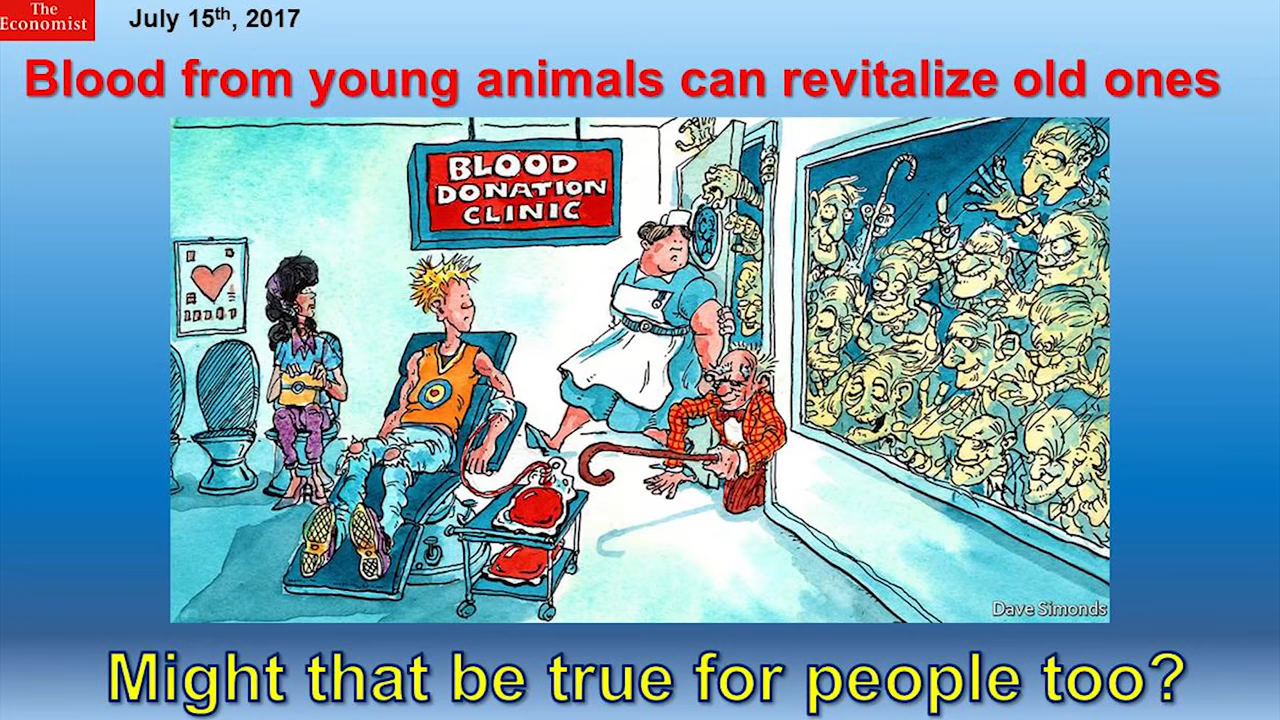 The
Economist
July 15th, 2017
Blood from young animals can revitalize old ones
BLOOD
DONATION
CLINIC
Dave Simonds
Might that be true for people too?